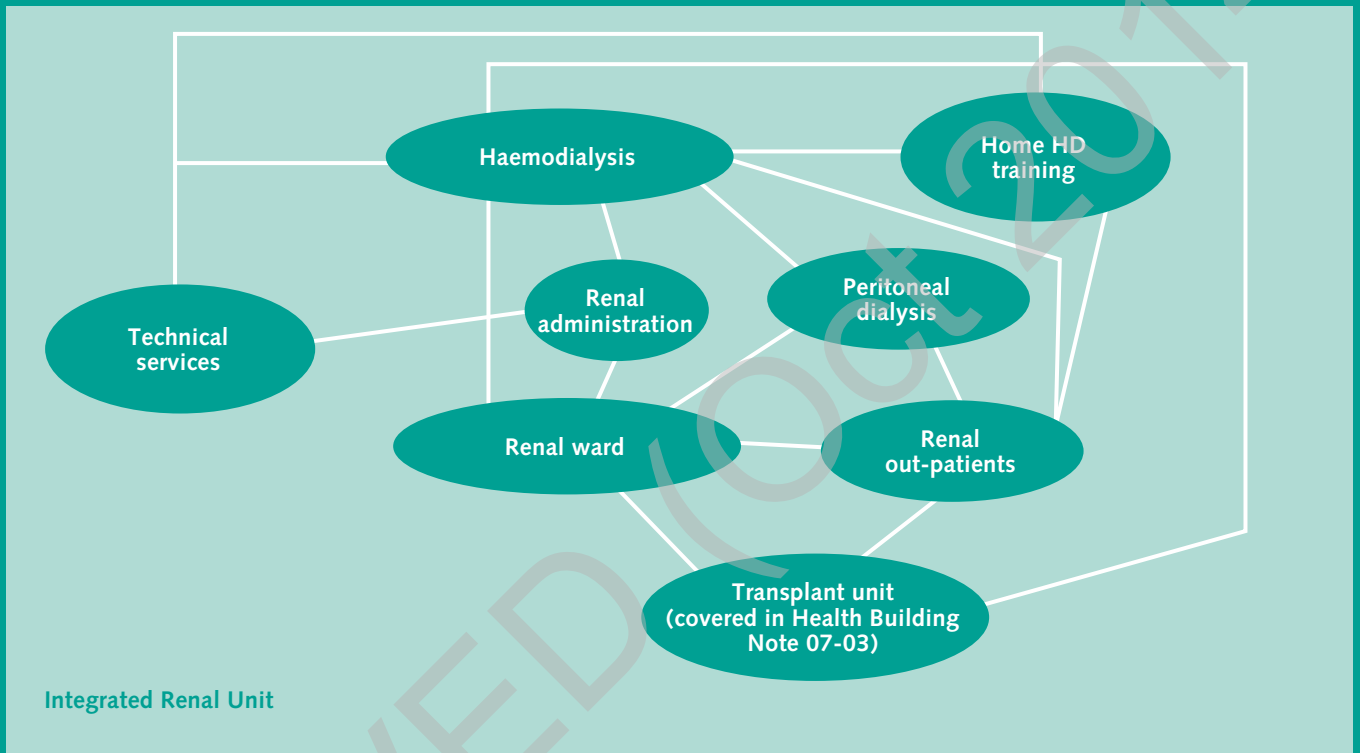 Haemodialysis
Home HD
training
Renal
administration
Peritoneal
dialysis
Technical
services
Renal ward
Renal
out-patients
Transplant unit
(covered in Health Building
Note 07-03)
Integrated Renal Unit